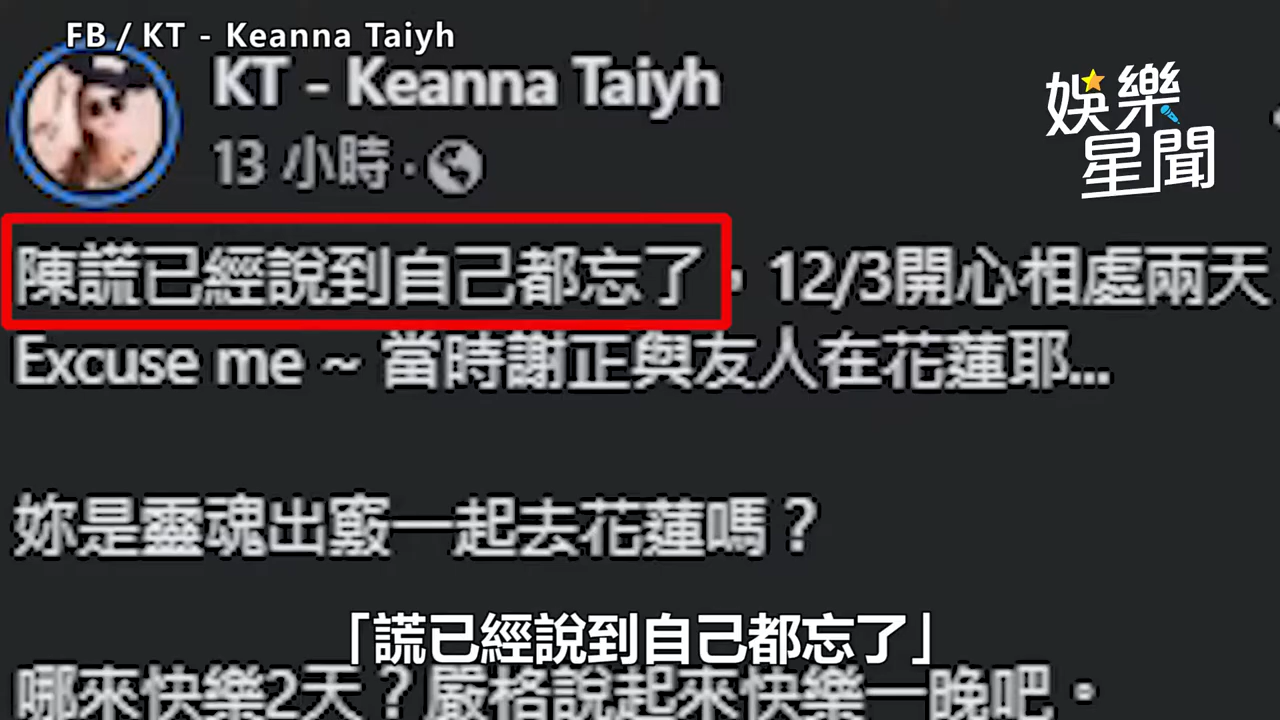 FB / KT - Keanna Taiyh
KT - Keanna Taiyh
13 小時 ·
娛樂
星聞
陳謊已經說到自己都忘了，12/3開心相處兩天
Excuse me ~ 當時謝正與友人在花蓮耶...
妳是靈魂出竅一起去花蓮嗎？
「謊已經說到自己都忘了」
哪來快樂2天？嚴格說起來快樂一晚吧。